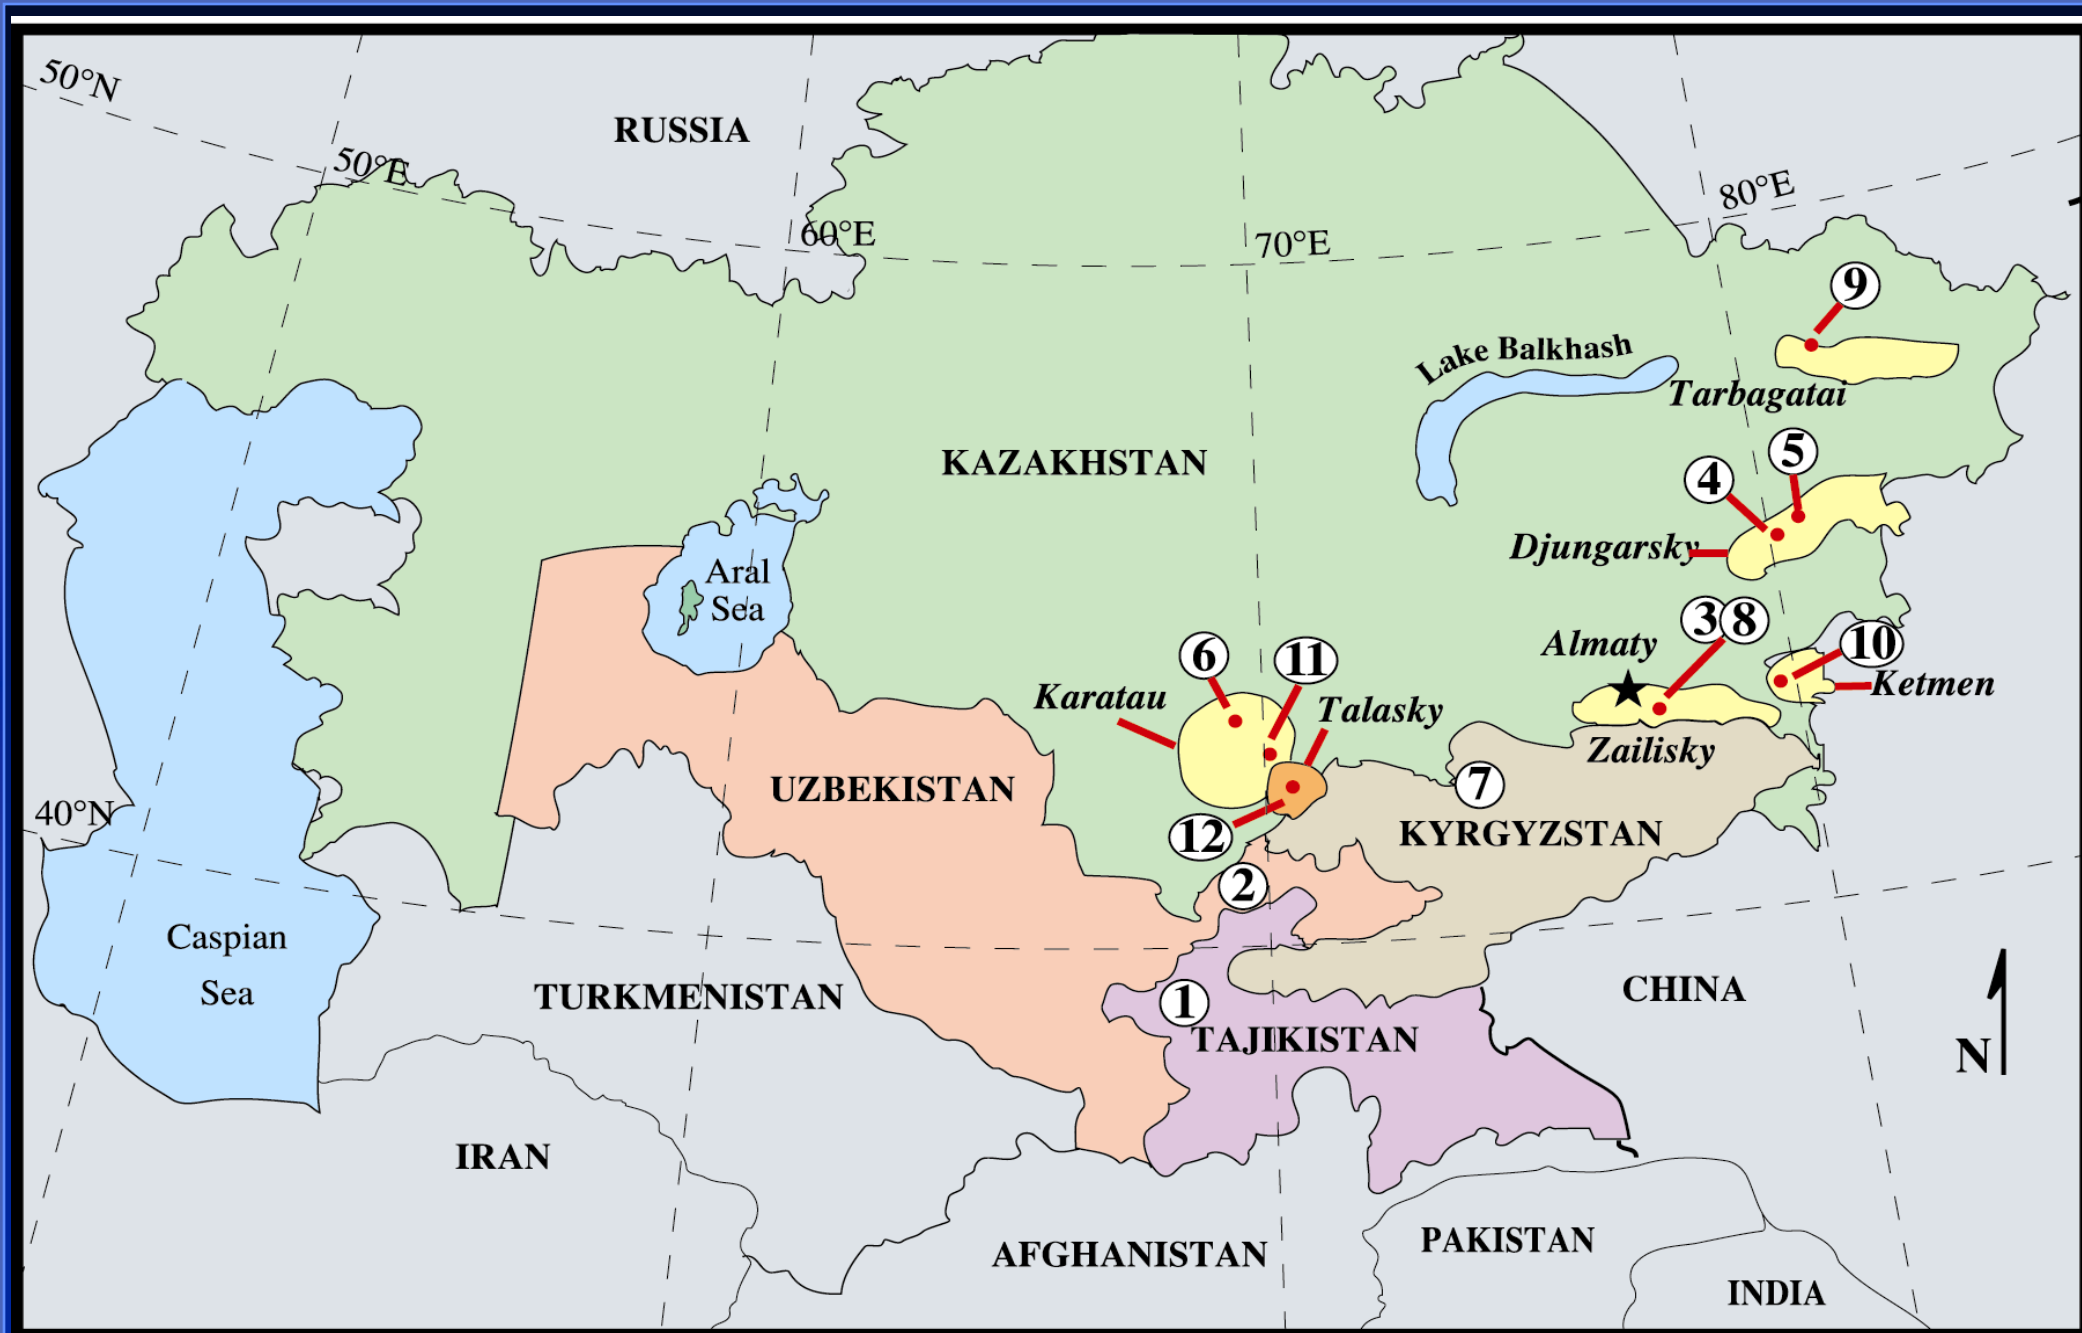 50°N
RUSSIA
50°E
80°E
60°E
70°E
9
Lake Balkhash
Tarbagatai
KAZAKHSTAN
5
4
Djungarsky
Aral
Sea
3
8
Almaty
10
6
11
Ketmen
Karatau
Talasky
Zailisky
UZBEKISTAN
7
40°N
KYRGYZSTAN
12
2
Caspian
Sea
TURKMENISTAN
CHINA
1
TAJIKISTAN
N
IRAN
AFGHANISTAN
PAKISTAN
INDIA